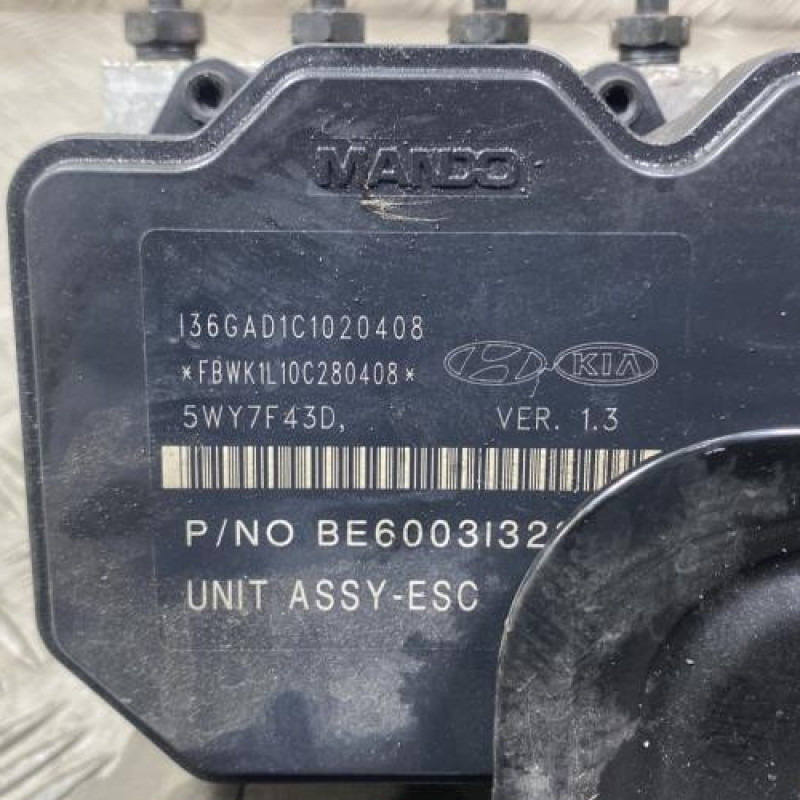 MANDO
I36GAD1C1020408
*FBWK1L10C280408*
KIA
5WY7F43D, VER. 1.3
P/NO BE6003I32
UNIT ASSY-ESC